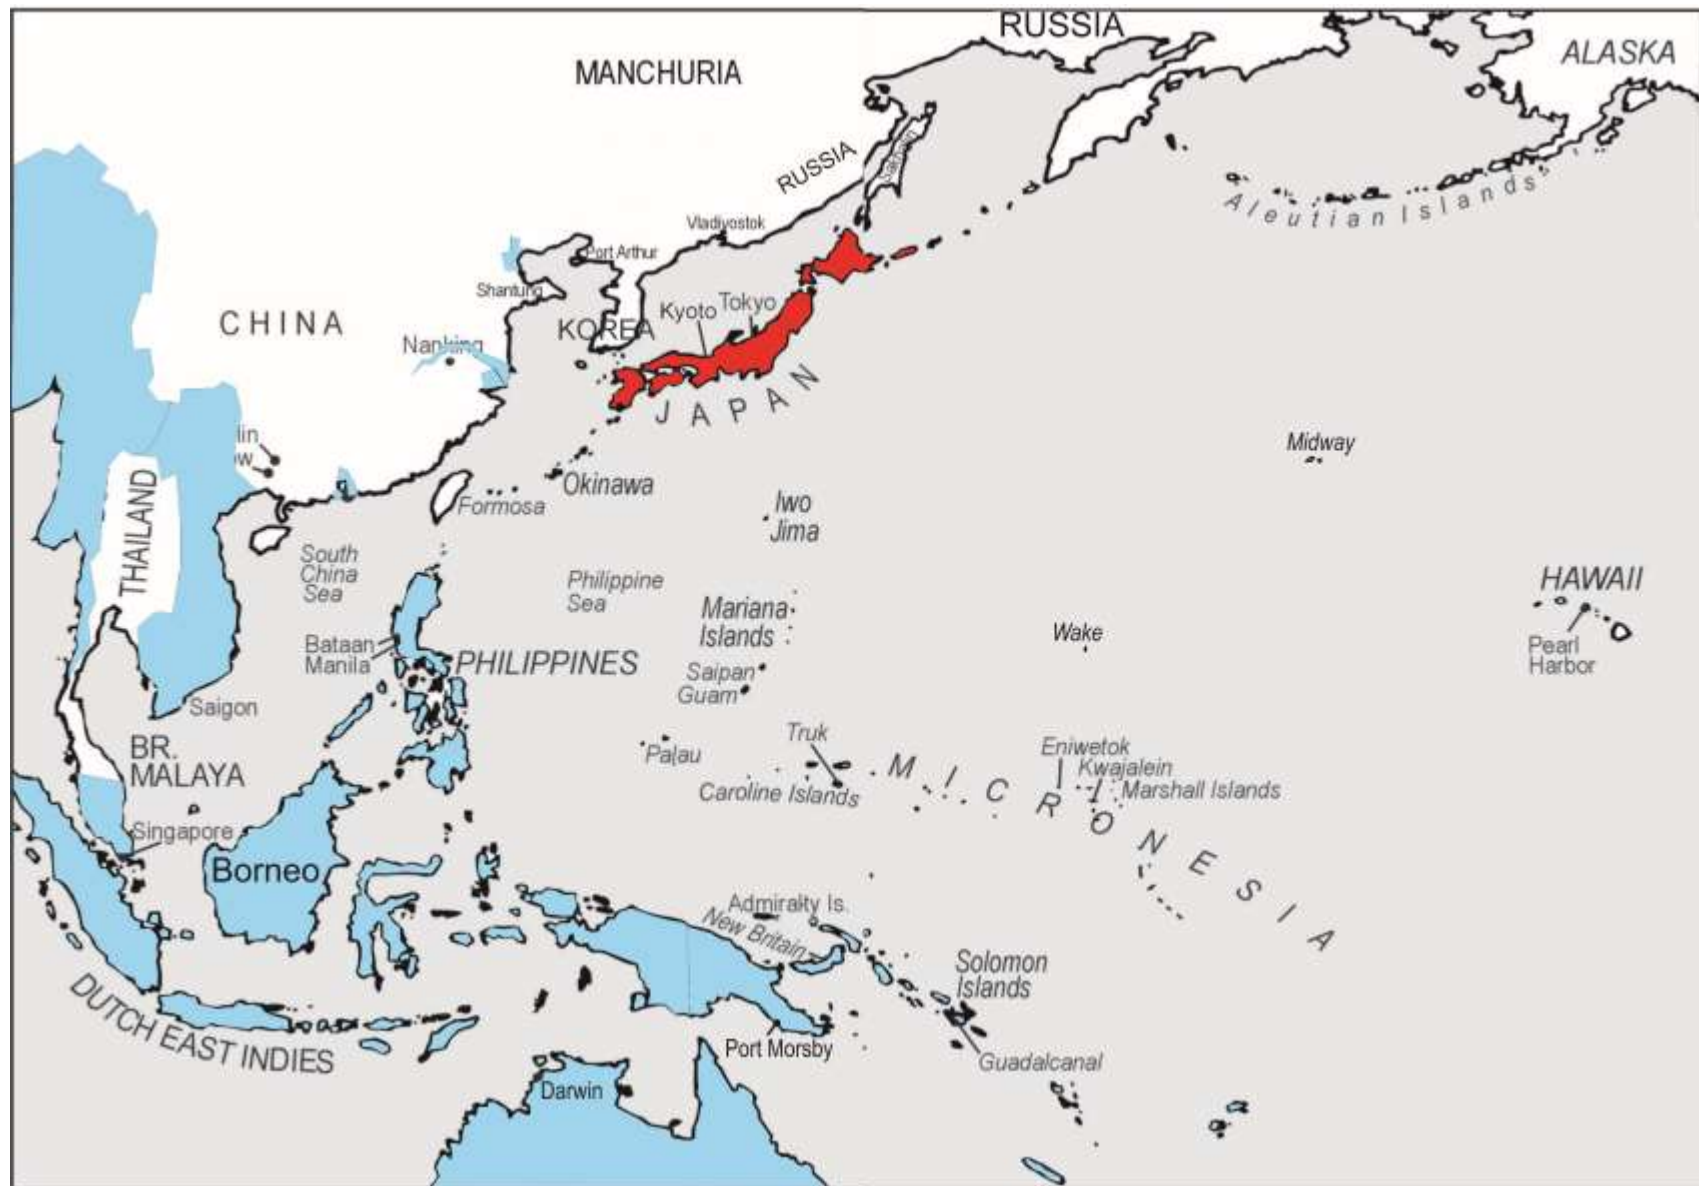 RUSSIA
ALASKA
MANCHURIA
RUSSIA
Aleutian Islands
Vladiyostok
Port Arthur
Shantung
CHINA
Kyoto
Tokyo
KOREA
Nanking
JAPAN
lin
w
Midway
THAILAND
Okinawa
Formosa
Iwo
Jima
South
China
Sea
Philippine
Sea
HAWAII
Mariana
Islands
Wake
Bataan
Manila
PHILIPPINES
Pearl
Harbor
Saipan
Guam
Saigon
Truk
Palau
BR.
MALAYA
Eniwetok
Kwajalein
Marshall Islands
Caroline Islands
MICRONESIA
Singapore
Borneo
Admiralty Is.
New Britain
Solomon
Islands
DUTCH EAST INDIES
Port Morsby
Guadalcanal
Darwin